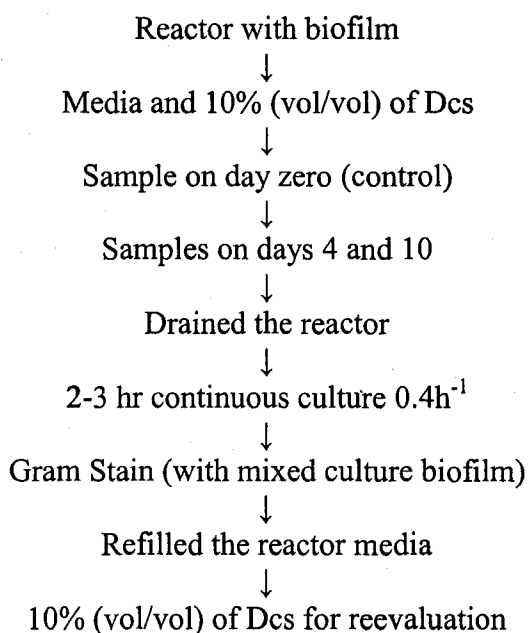 Reactor with biofilm
↓
Media and 10% (vol/vol) of Dcs
↓
Sample on day zero (control)
↓
Samples on days 4 and 10
↓
Drained the reactor
↓
2-3 hr continuous culture 0.4h⁻¹
↓
Gram Stain (with mixed culture biofilm)
↓
Refilled the reactor media
↓
10% (vol/vol) of Dcs for reevaluation